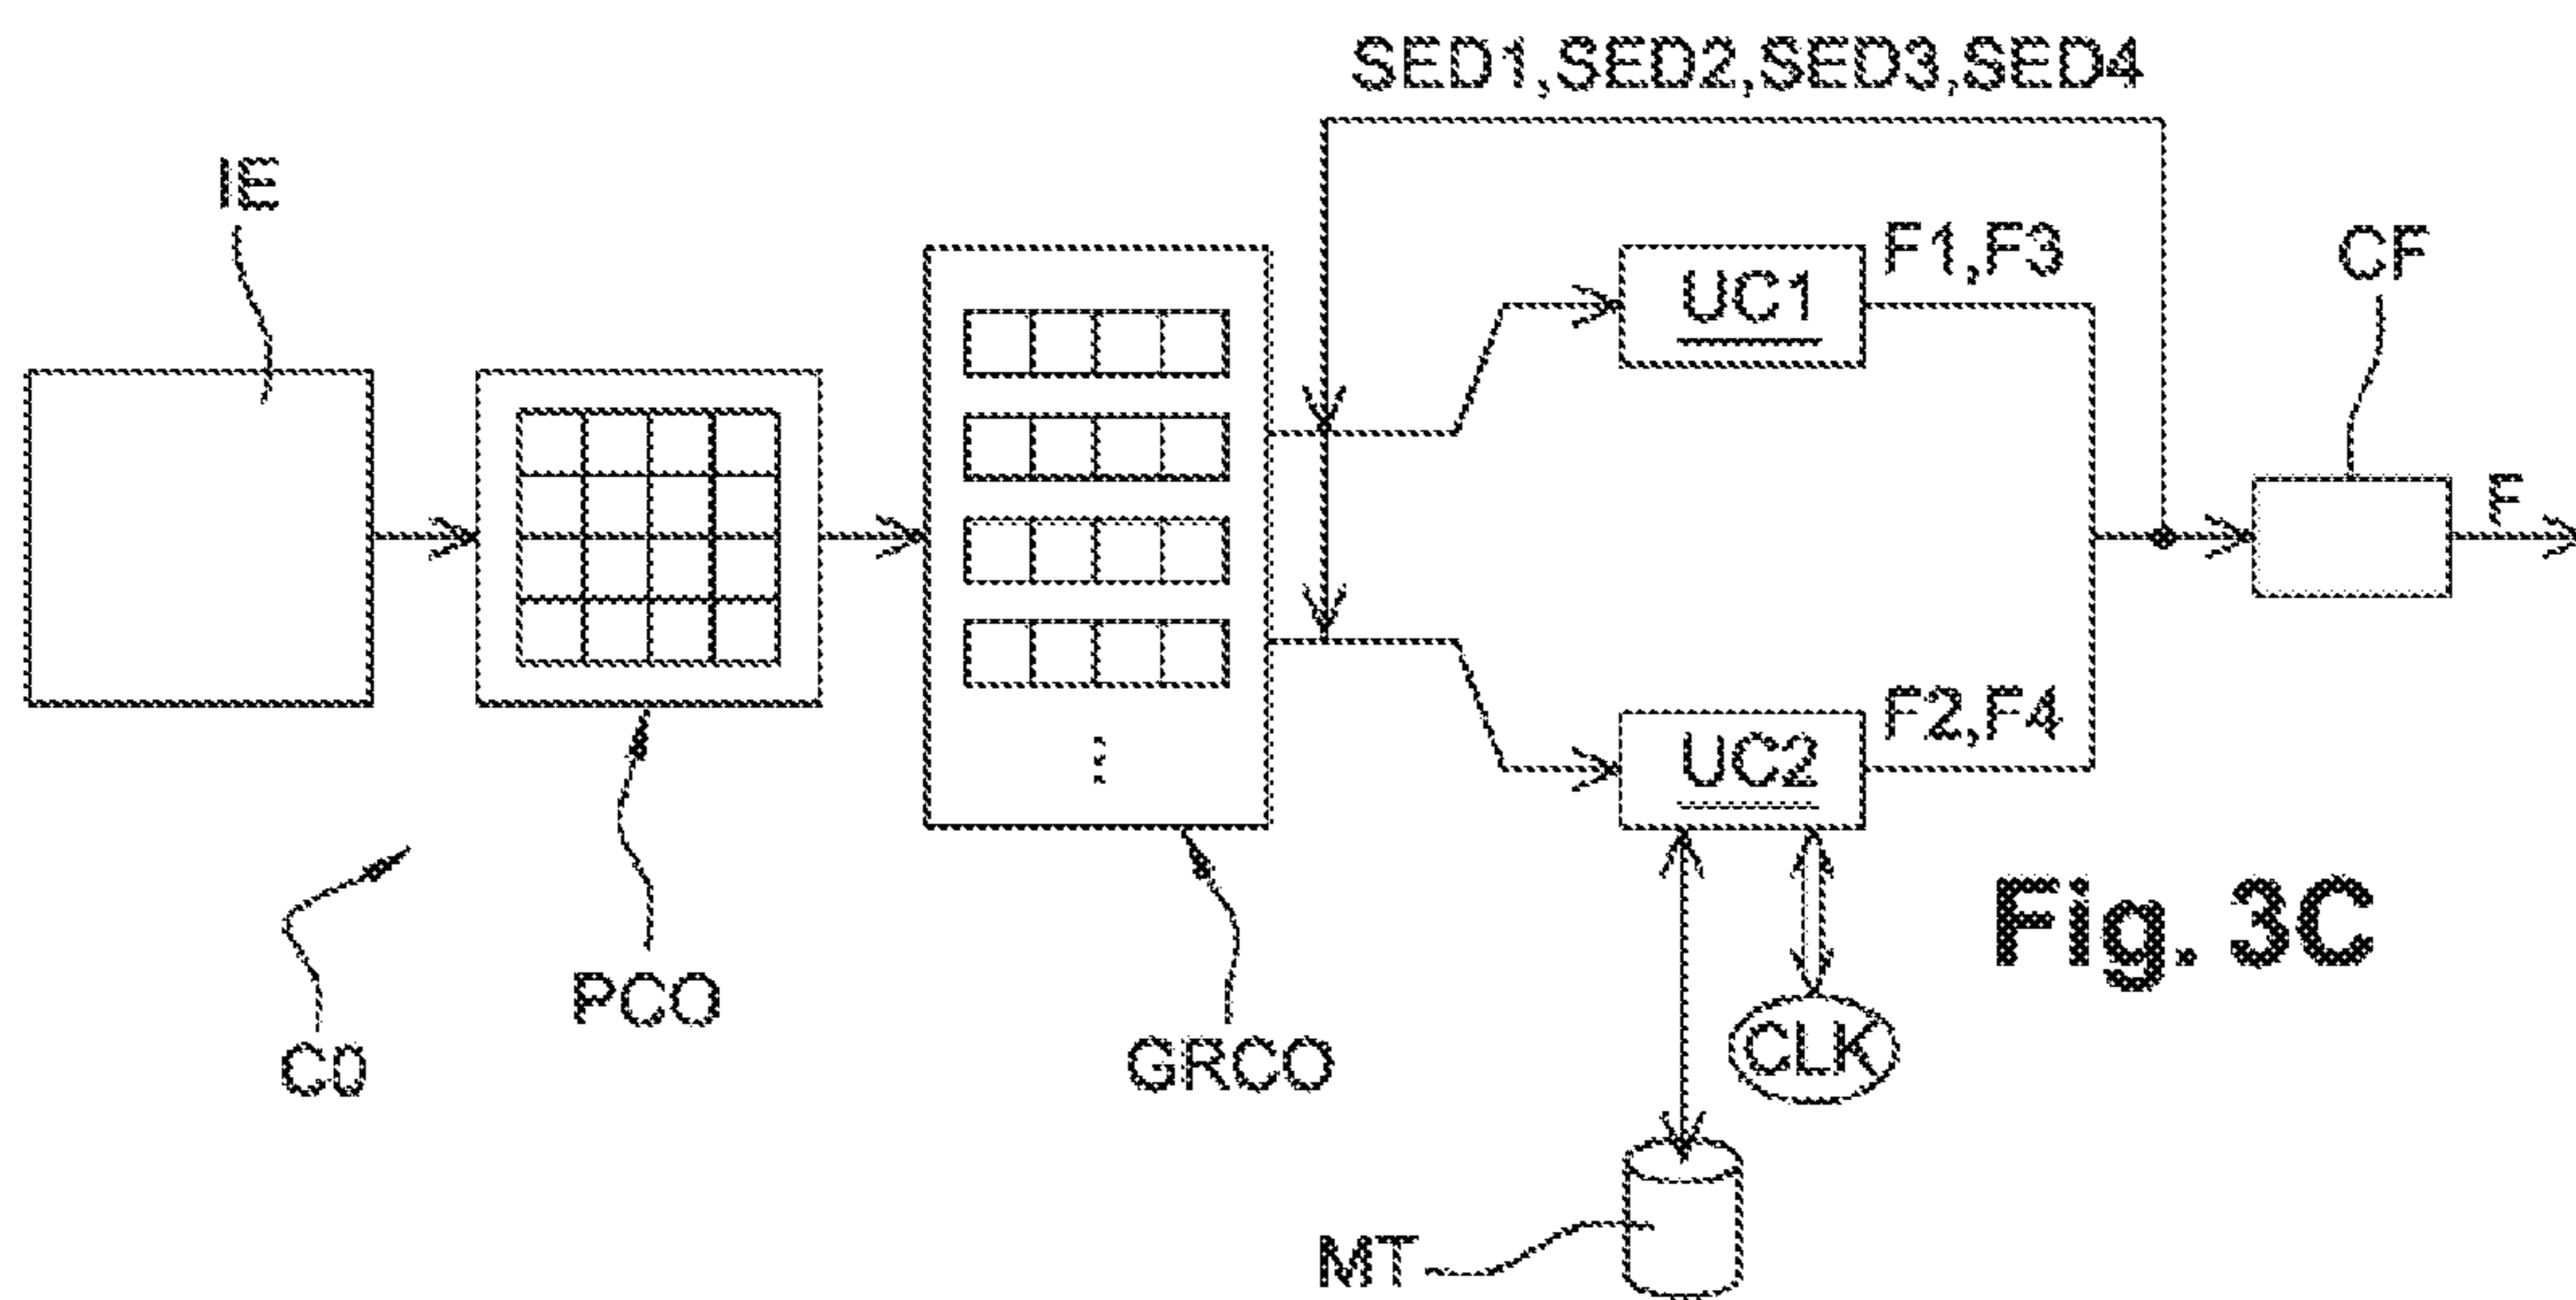 SED1,SED2,SED3,SED4
IE
F1,F3
CF
UC1
F
F2,F4
UC2
Fig. 3C
PCO
CLK
C0
GRCO
MT